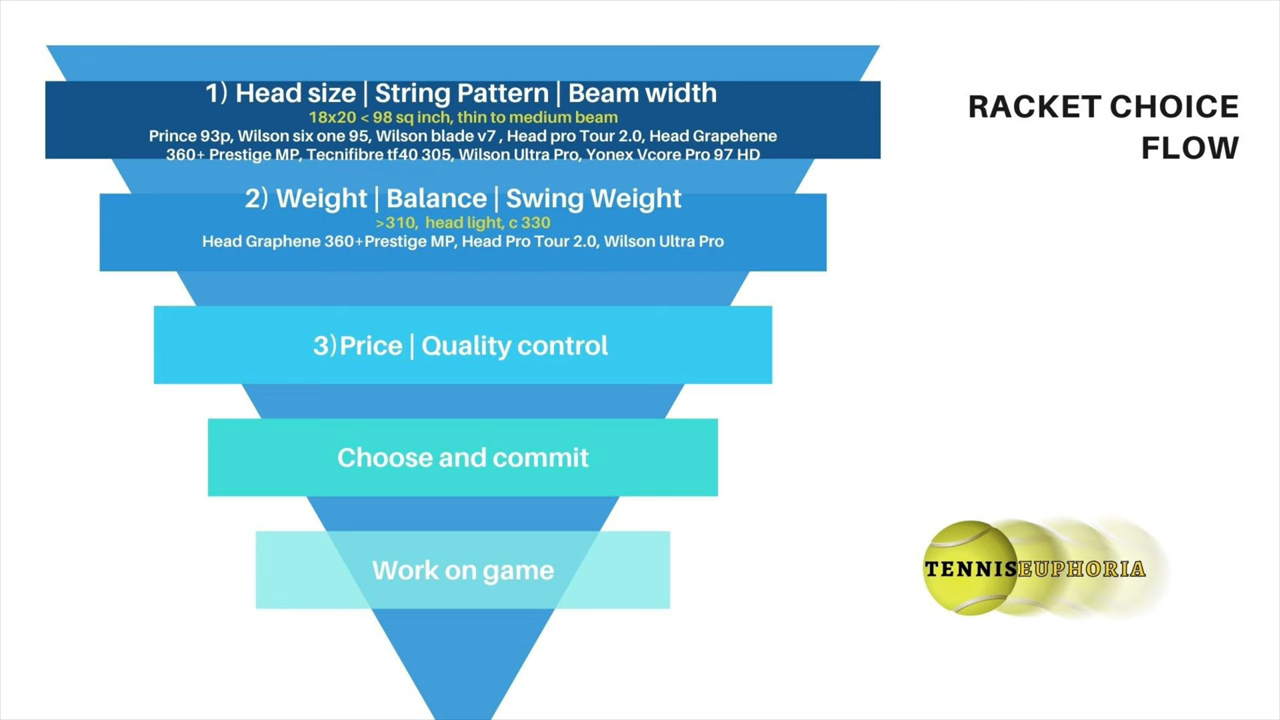 1) Head size | String Pattern | Beam width
18x20 < 98 sq inch, thin to medium beam
Prince 93p, Wilson six one 95, Wilson blade v7 , Head pro Tour 2.0, Head Grapehene
360+ Prestige MP, Tecnifibre tf40 305, Wilson Ultra Pro, Yonex Vcore Pro 97 HD
2) Weight | Balance | Swing Weight
>310, head light, c 330
Head Graphene 360+Prestige MP, Head Pro Tour 2.0, Wilson Ultra Pro
3)Price | Quality control
Choose and commit
Work on game
RACKET CHOICE
FLOW
TENNISEUPHORIA